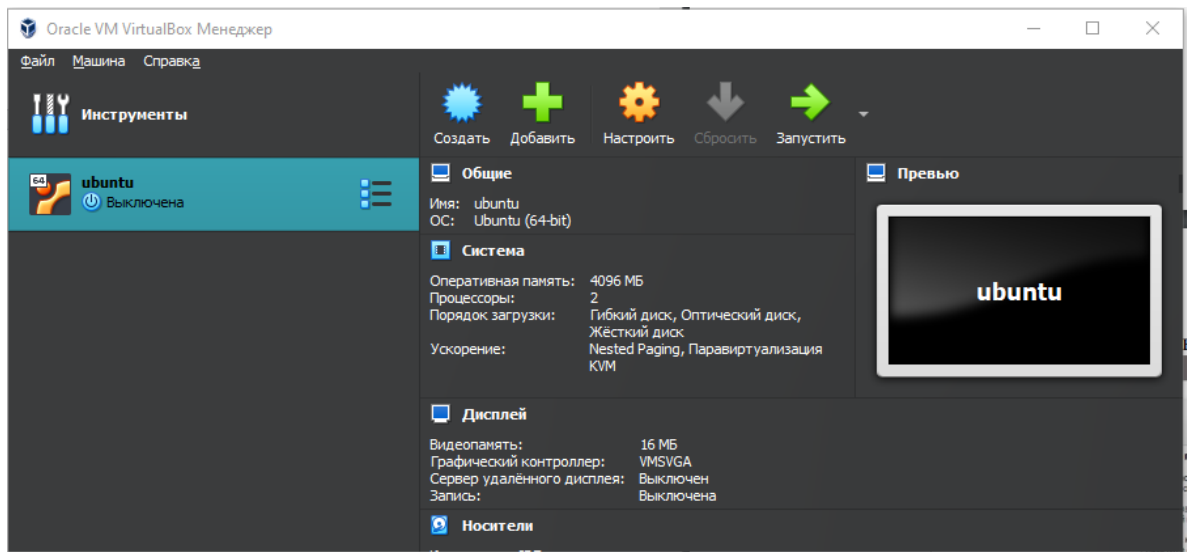 Oracle VM VirtualBox Менеджер
Файл Машина Справка
Инструменты
Создать Добавить Настроить Сбросить Запустить
64
ubuntu
Выключена
Общие
Имя: ubuntu
ОС: Ubuntu (64-bit)
Превью
ubuntu
Система
Оперативная память: 4096 МБ
Процессоры: 2
Порядок загрузки: Гибкий диск, Оптический диск,
Жёсткий диск
Ускорение: Nested Paging, Паравиртуализация
KVM
Дисплей
Видеопамять: 16 МБ
Графический контроллер: VMSVGA
Сервер удалённого дисплея: Выключен
Запись: Выключена
Носители